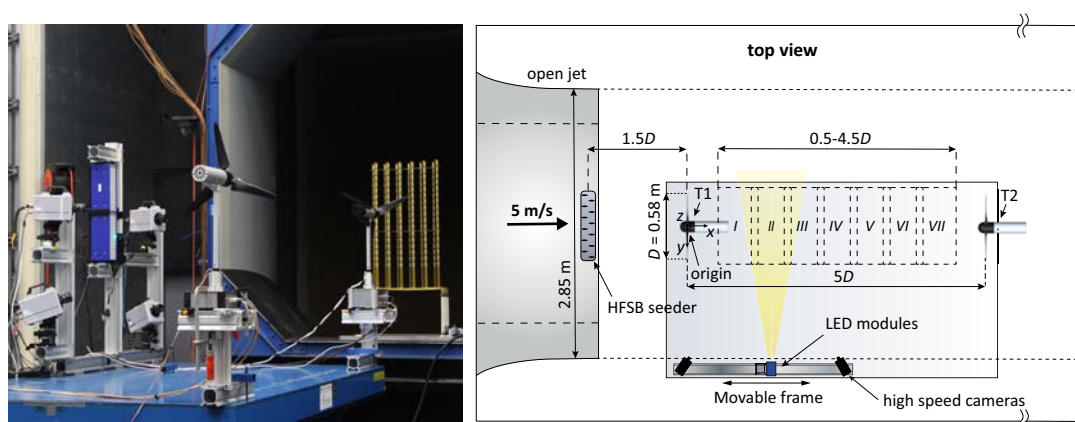 top view
open jet
1.5D
0.5-4.5D
T1
T2
5 m/s
D = 0.58 m
z
x
y
I
II
III
IV
V
VI
VII
origin
5D
2.85 m
HFSB seeder
LED modules
Movable frame
high speed cameras